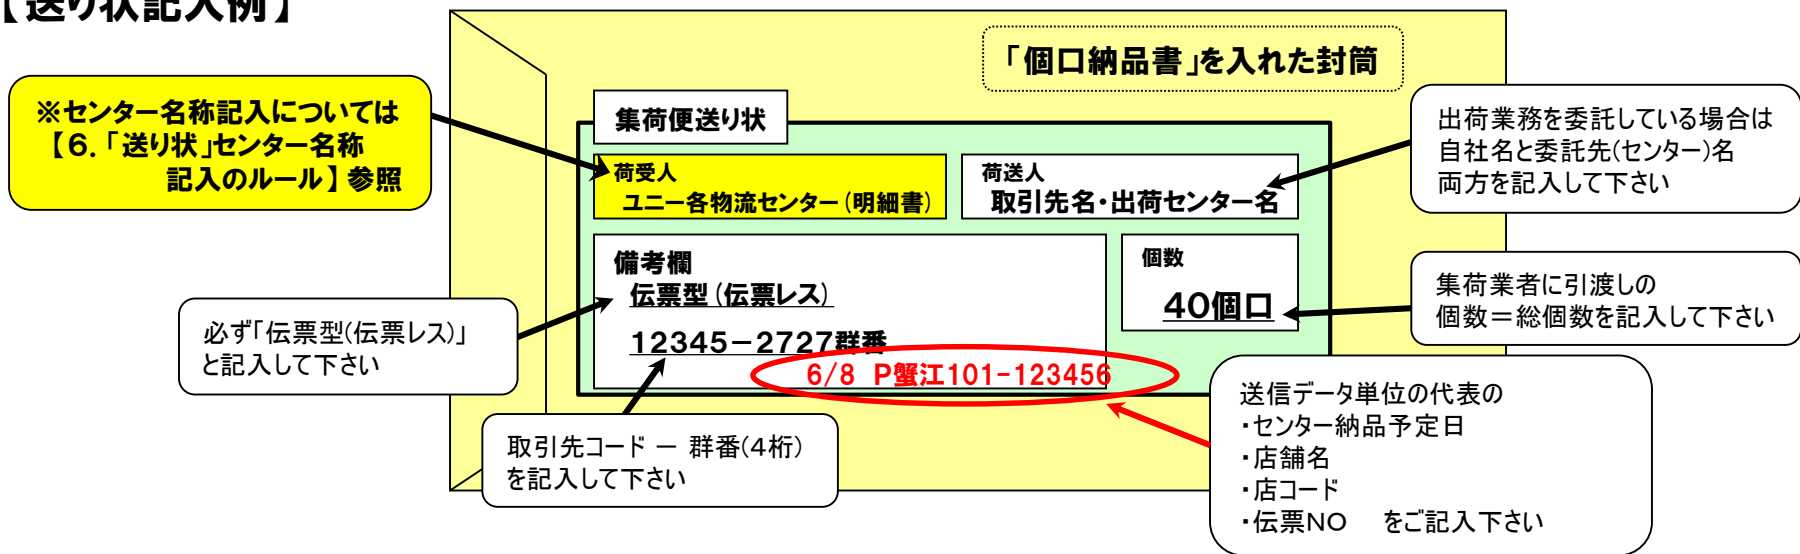 【送り状記入例】
「個口納品書」を入れた封筒
※センター名称記入については
【６．「送り状」センター名称
記入のルール】参照
集荷便送り状
荷受人
ユニー各物流センター(明細書)
荷送人
取引先名・出荷センター名
出荷業務を委託している場合は
自社名と委託先(センター)名
両方を記入して下さい
備考欄
伝票型(伝票レス)
12345－2727群番
6/8 P蟹江101-123456
個数
40個口
集荷業者に引渡しの
個数＝総個数を記入して下さい
必ず「伝票型(伝票レス)」
と記入して下さい
取引先コード － 群番(4桁)
を記入して下さい
送信データ単位の代表の
・センター納品予定日
・店舗名
・店コード
・伝票NO をご記入下さい